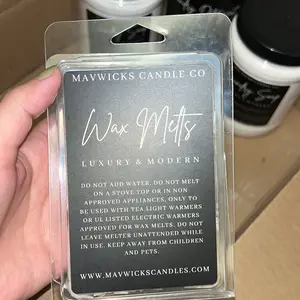 MAVWICKS CANDLE CO
Wax Melts
LUXURY & MODERN
DO NOT ADD WATER. DO NOT MELT
ON A STOVE TOP OR IN NON
APPROVED APPLIANCES, ONLY TO
BE USED WITH TEA LIGHT WARMERS
OR UL LISTED ELECTRIC WARMERS
APPROVED FOR WAX MELTS. DO NOT
LEAVE MELTER UNATTENDED WHILE
IN USE. KEEP AWAY FROM CHILDREN
AND PETS.
WWW.MAVWICKSCANDLES.COM
Soap